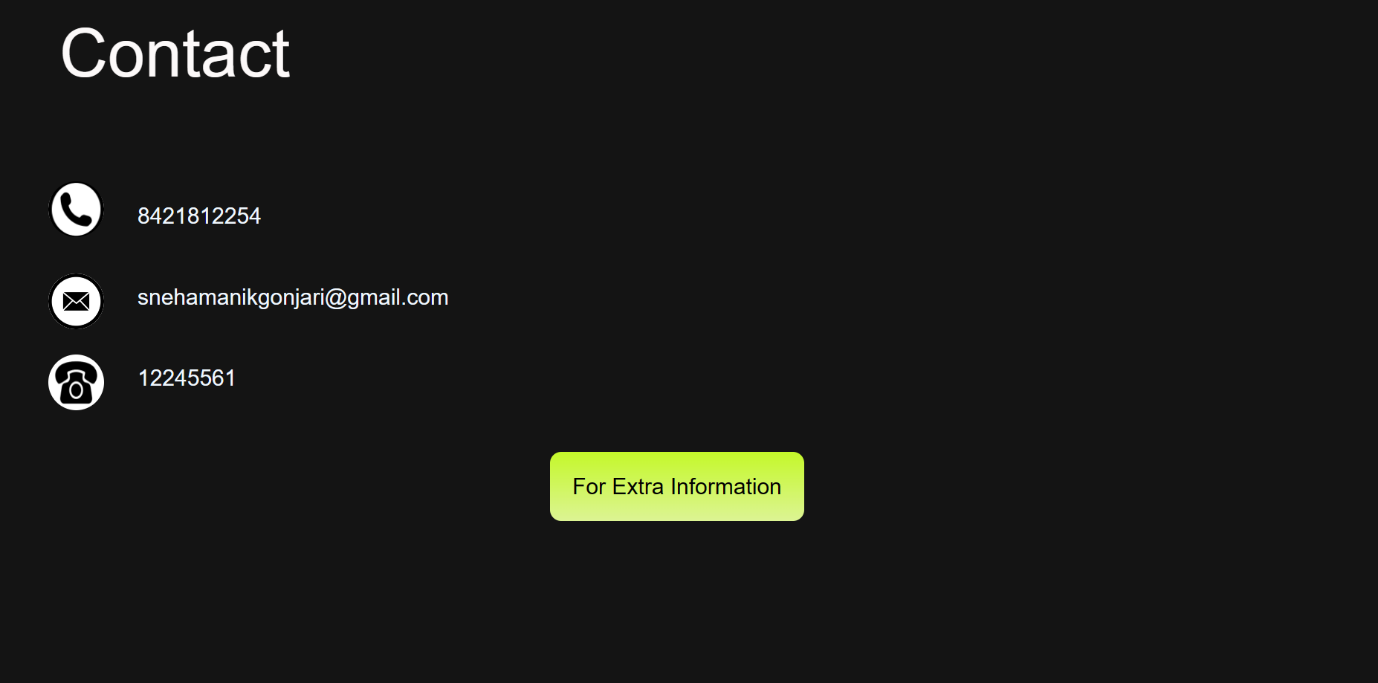 Contact
8421812254
snehamanikgonjari@gmail.com
12245561
For Extra Information